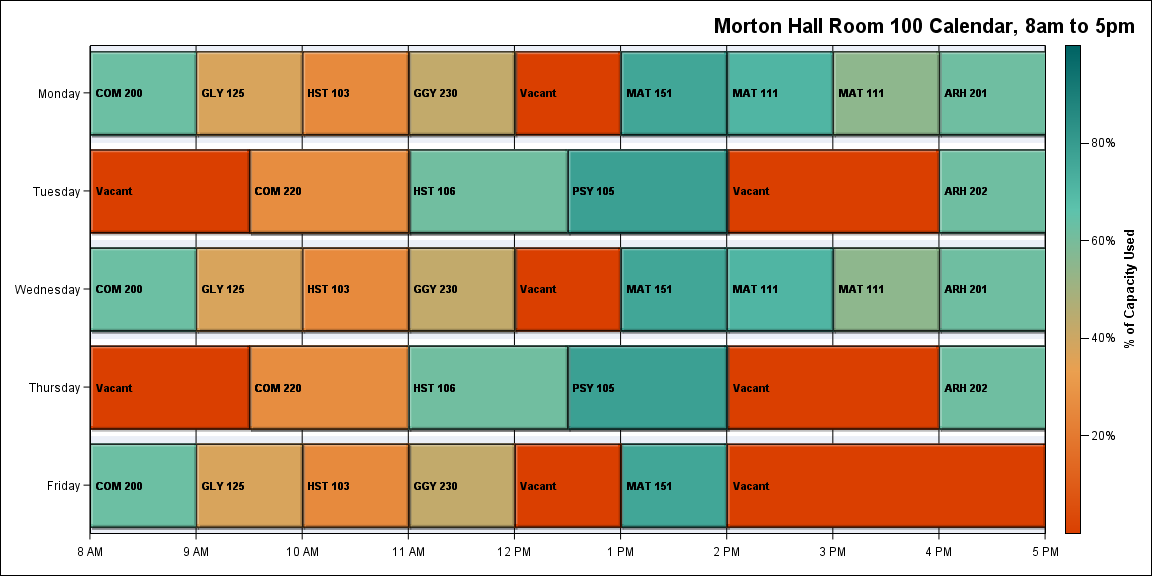 Morton Hall Room 100 Calendar, 8am to 5pm
Monday
COM 200
GLY 125
HST 103
GGY 230
Vacant
MAT 151
MAT 111
MAT 111
ARH 201
Tuesday
Vacant
COM 220
HST 106
PSY 105
Vacant
ARH 202
Wednesday
COM 200
GLY 125
HST 103
GGY 230
Vacant
MAT 151
MAT 111
MAT 111
ARH 201
Thursday
Vacant
COM 220
HST 106
PSY 105
Vacant
ARH 202
Friday
COM 200
GLY 125
HST 103
GGY 230
Vacant
MAT 151
Vacant
8 AM
9 AM
10 AM
11 AM
12 PM
1 PM
2 PM
3 PM
4 PM
5 PM
80%
60%
40%
20%
% of Capacity Used